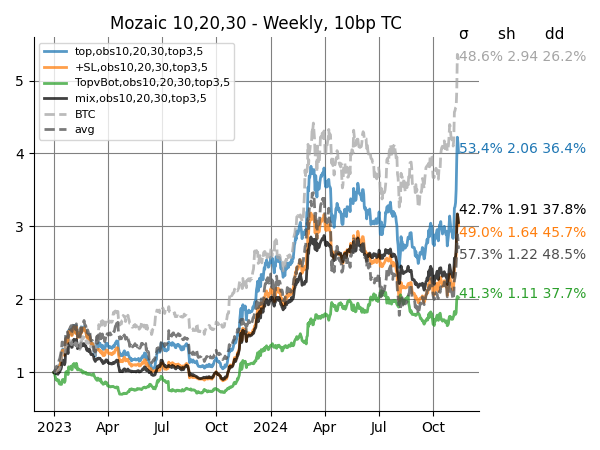 Mozaic 10,20,30 - Weekly, 10bp TC
σ sh dd
top,obs10,20,30,top3,5
+SL,obs10,20,30,top3,5
TopvBot,obs10,20,30,top3,5
mix,obs10,20,30,top3,5
BTC
avg
48.6% 2.94 26.2%
53.4% 2.06 36.4%
42.7% 1.91 37.8%
49.0% 1.64 45.7%
57.3% 1.22 48.5%
41.3% 1.11 37.7%
5
4
3
2
1
2023 Apr Jul Oct 2024 Apr Jul Oct